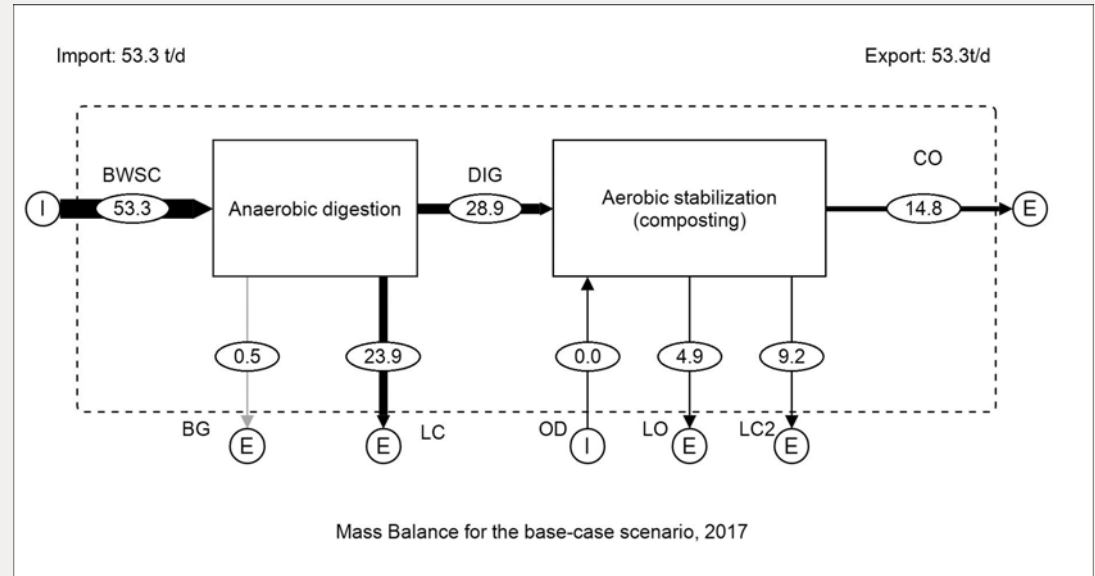 Import: 53.3 t/d
Export: 53.3t/d
BWSC
DIG
CO
I
53.3
Anaerobic digestion
28.9
Aerobic stabilization
(composting)
14.8
E
0.5
23.9
0.0
4.9
9.2
BG
E
E
LC
OD
I
LO
E
LC2
E
Mass Balance for the base-case scenario, 2017